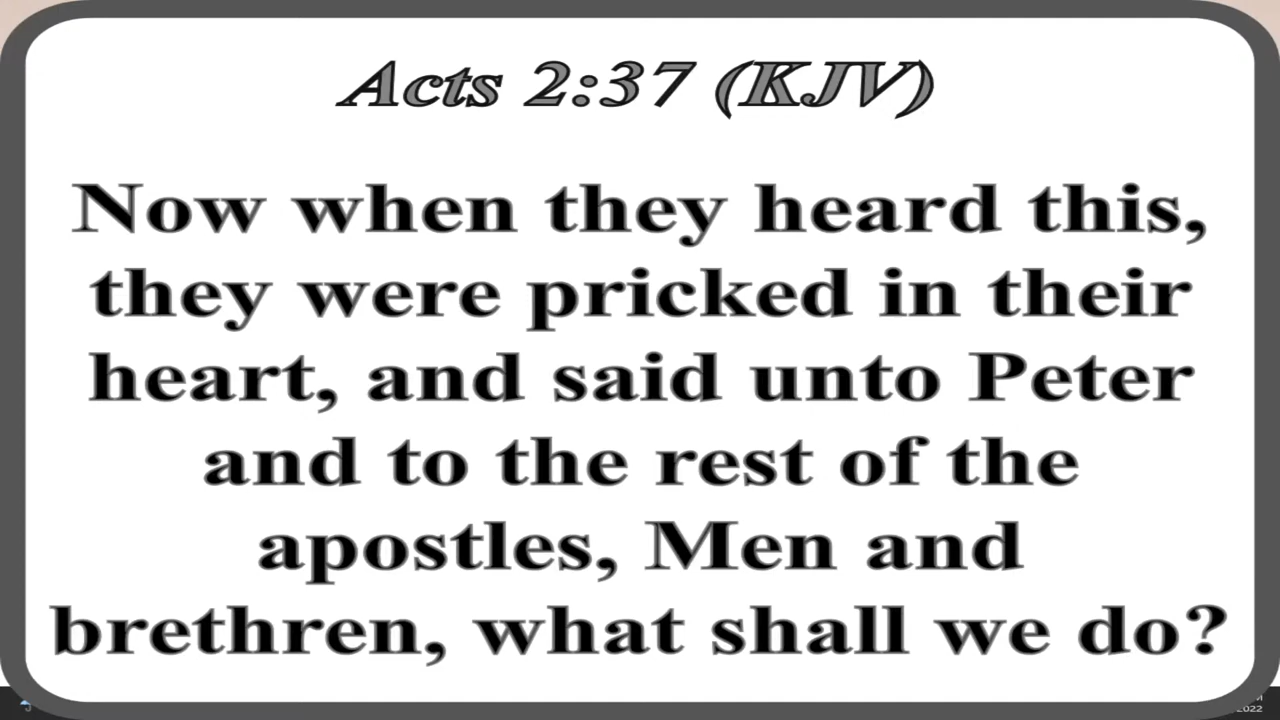 Acts 2:37 (KJV)
Now when they heard this,
they were pricked in their
heart, and said unto Peter
and to the rest of the
apostles, Men and
brethren, what shall we do?
2022